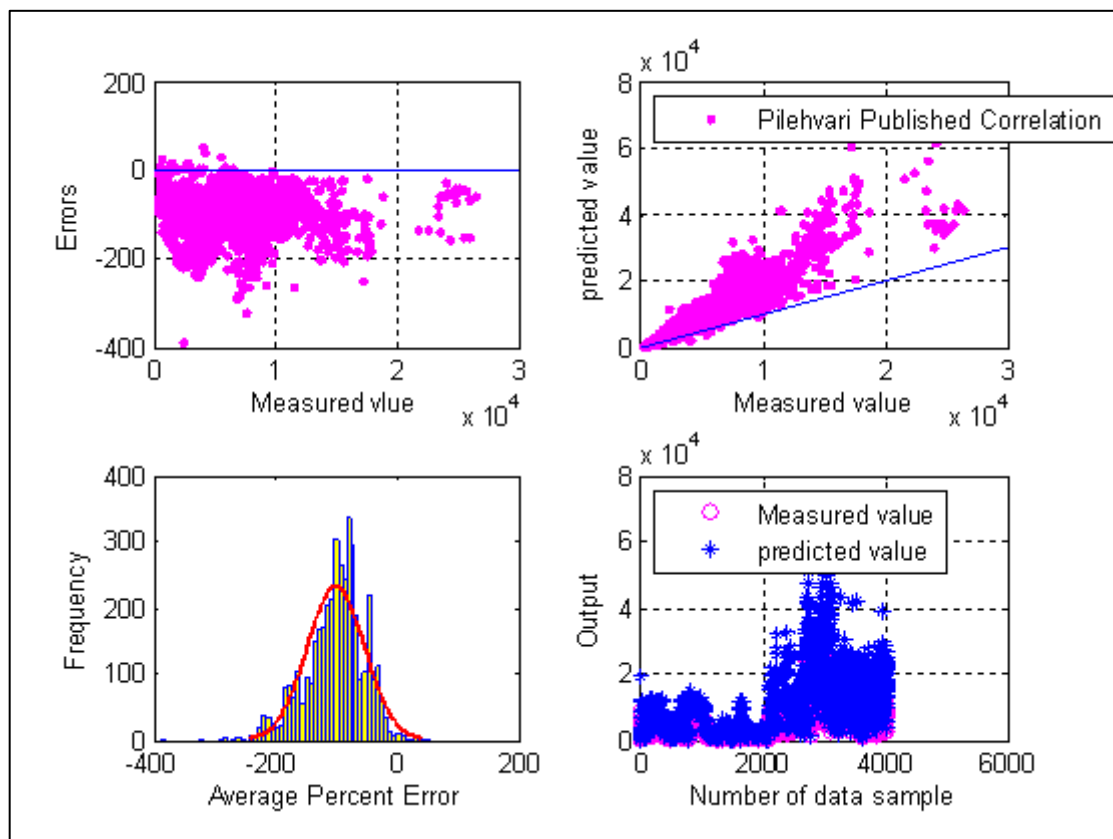 200
0
-200
-400
Errors
0
1
2
3
Measured vlue
x 10^4
x 10^4
8
6
4
2
0
predicted value
Pilehvari Published Correlation
0
1
2
3
Measured value
x 10^4
400
300
200
100
0
Frequency
-400
-200
0
200
Average Percent Error
x 10^4
8
6
4
2
0
Output
Measured value
predicted value
0
2000
4000
6000
Number of data sample